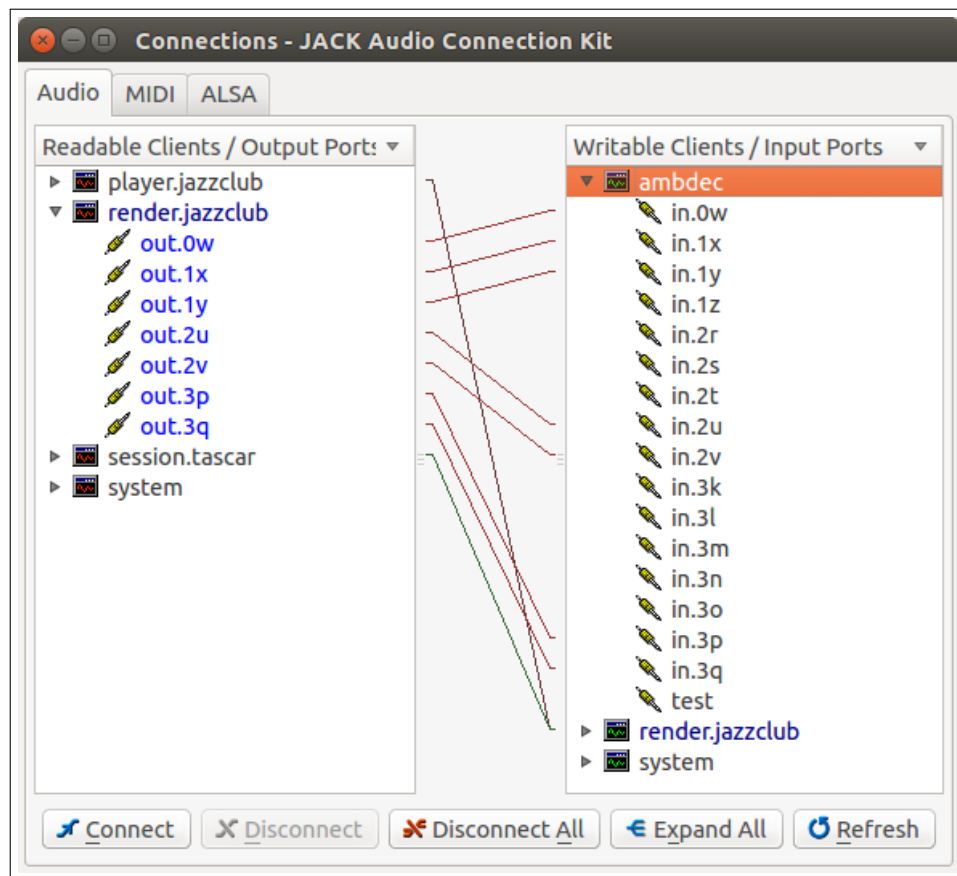 Connections - JACK Audio Connection Kit
Audio MIDI ALSA
Readable Clients / Output Ports
player.jazzclub
render.jazzclub
out.0w
out.1x
out.1y
out.2u
out.2v
out.3p
out.3q
session.tascar
system
Writable Clients / Input Ports
ambdec
in.0w
in.1x
in.1y
in.1z
in.2r
in.2s
in.2t
in.2u
in.2v
in.3k
in.3l
in.3m
in.3n
in.3o
in.3p
in.3q
test
render.jazzclub
system
Connect Disconnect Disconnect All Expand All Refresh